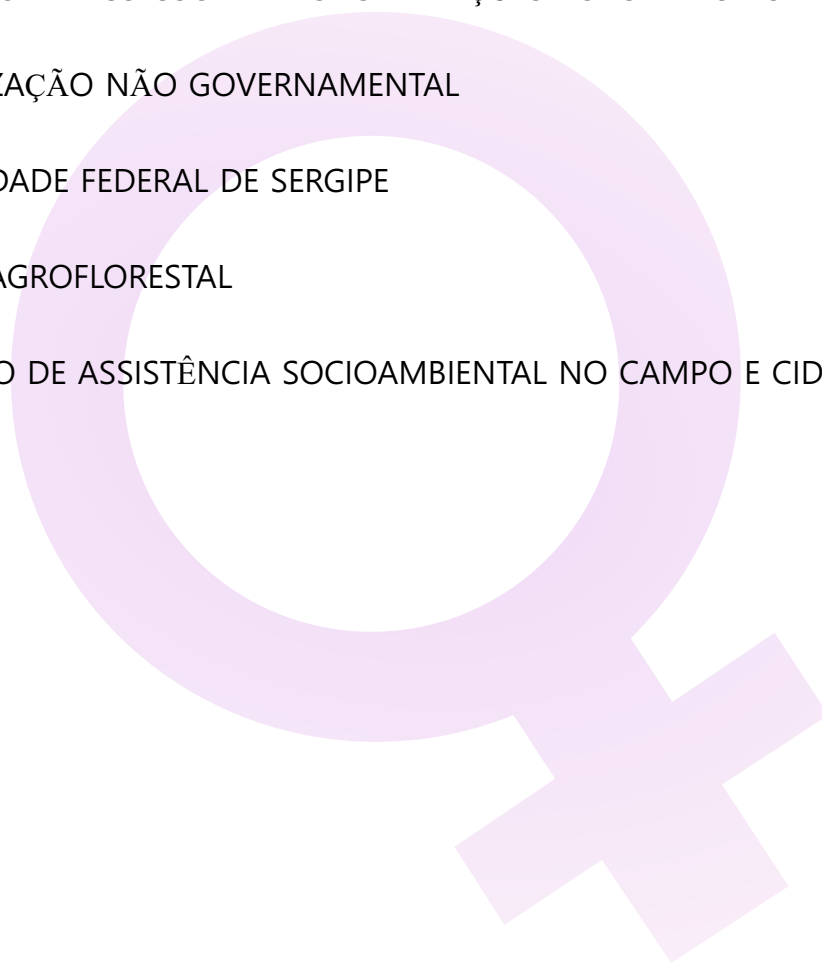 ZAÇÃO NÃO GOVERNAMENTAL
DADE FEDERAL DE SERGIPE
AGROFLORESTAL
O DE ASSISTÊNCIA SOCIOAMBIENTAL NO CAMPO E CID